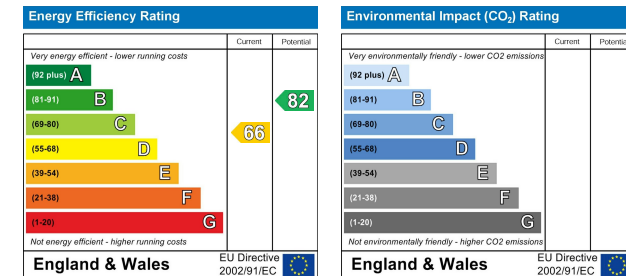 Energy Efficiency Rating
Current Potential
Very energy efficient - lower running costs
(92 plus) A
(81-91) B
82
(69-80) C
66
(55-68) D
(39-54) E
(21-38) F
(1-20) G
Not energy efficient - higher running costs
England & Wales
EU Directive
2002/91/EC
Environmental Impact (CO2) Rating
Current Potential
Very environmentally friendly - lower CO2 emissions
(92 plus) A
(81-91) B
(69-80) C
(55-68) D
(39-54) E
(21-38) F
(1-20) G
Not environmentally friendly - higher CO2 emissions
England & Wales
EU Directive
2002/91/EC